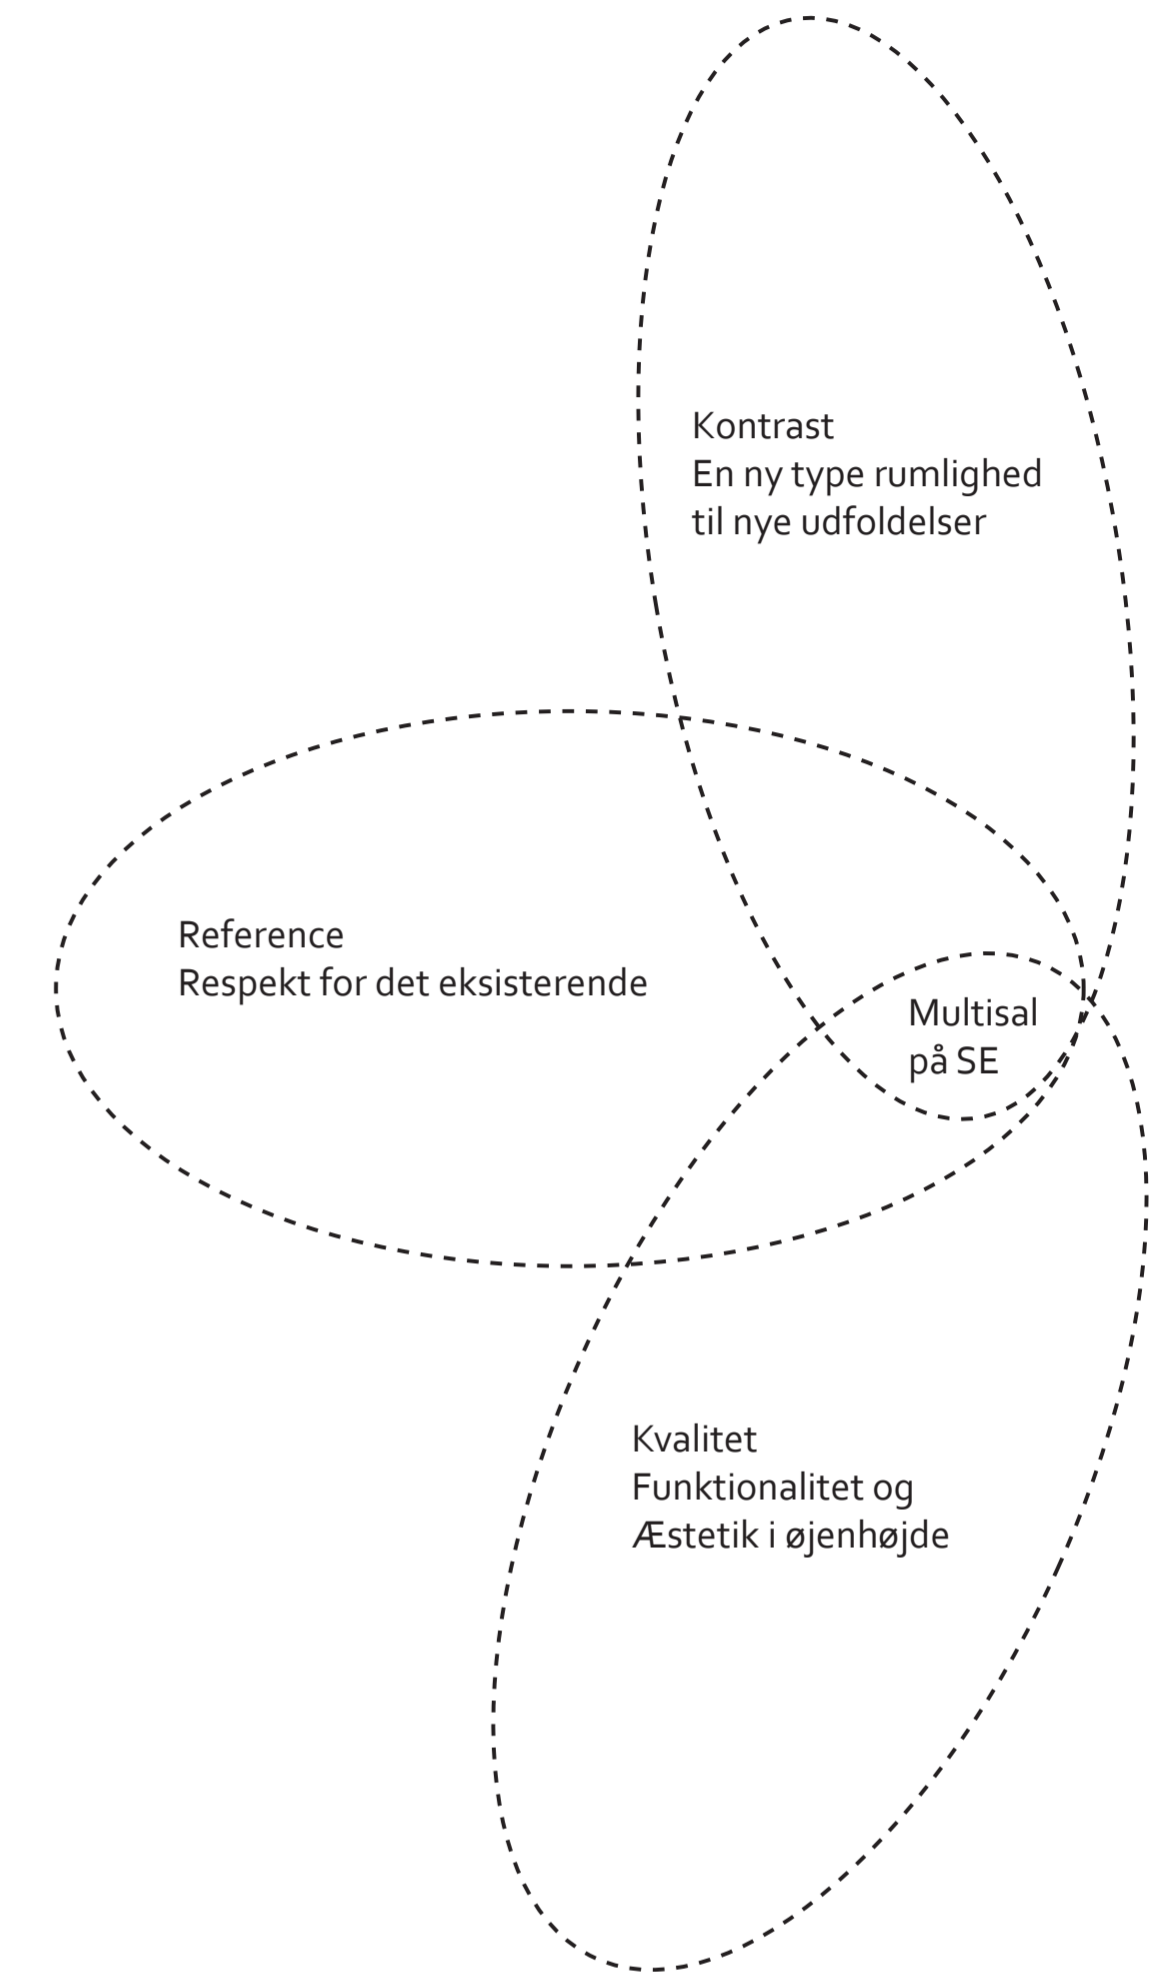 Kontrast
En ny type rumlighed
til nye udfoldelser
Reference
Respekt for det eksisterende
Multisal
på SE
Kvalitet
Funktionalitet og
Æstetik i øjenhøjde